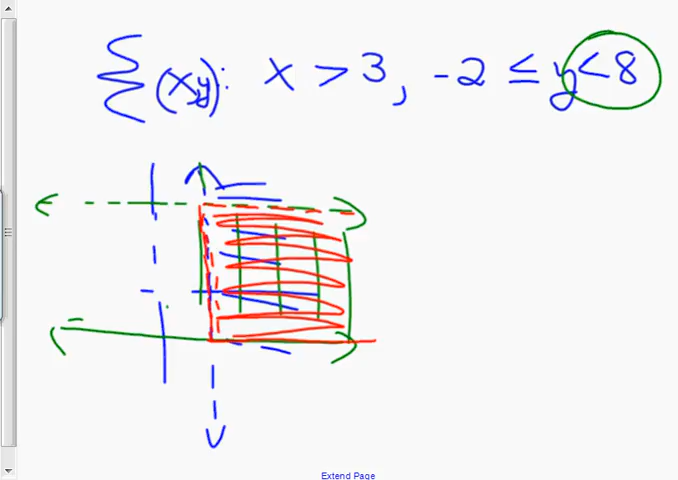 {(x,y): x > 3, -2 ≤ y < 8
Extend Page